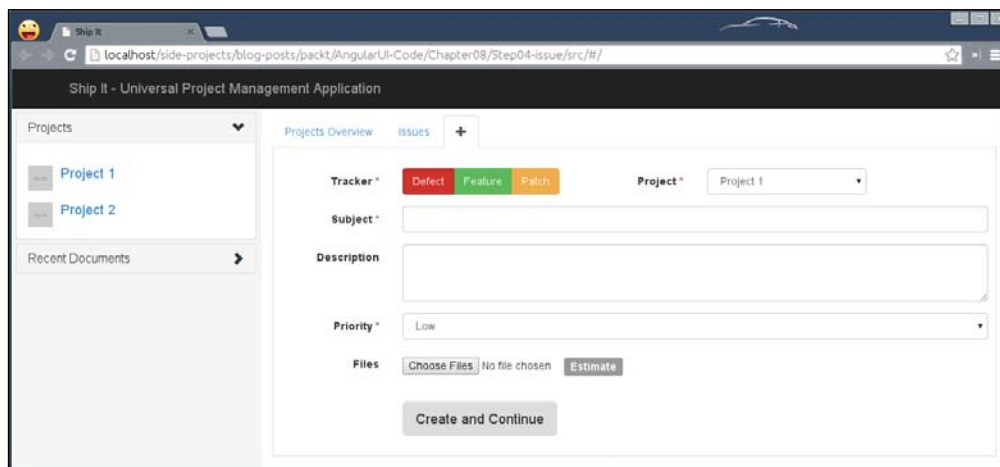 Ship It
localhost/side-projects/blog-posts/packt/AngularUI-Code/Chapter08/Step04-issue/src/#/
Ship It - Universal Project Management Application
Projects
Project 1
Project 2
Recent Documents
Projects Overview Issues +
Tracker * Defect Feature Patch Project * Project 1
Subject *
Description
Priority * Low
Files Choose Files No file chosen Estimate
Create and Continue